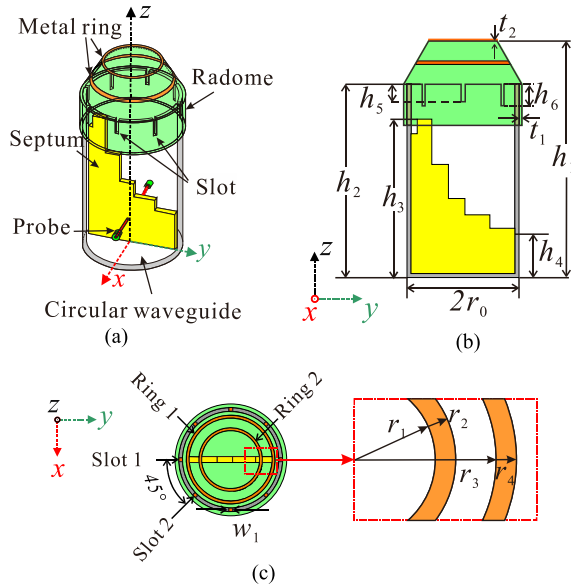 z
Metal ring
Radome
Septum
Slot
Probe
y
x
Circular waveguide
(a)
t2
h5
h6
t1
h
h2
h3
h4
2r0
z
x
y
(b)
z
y
x
Ring 1
Ring 2
Slot 1
45°
Slot 2
w1
r1
r2
r3
r4
(c)